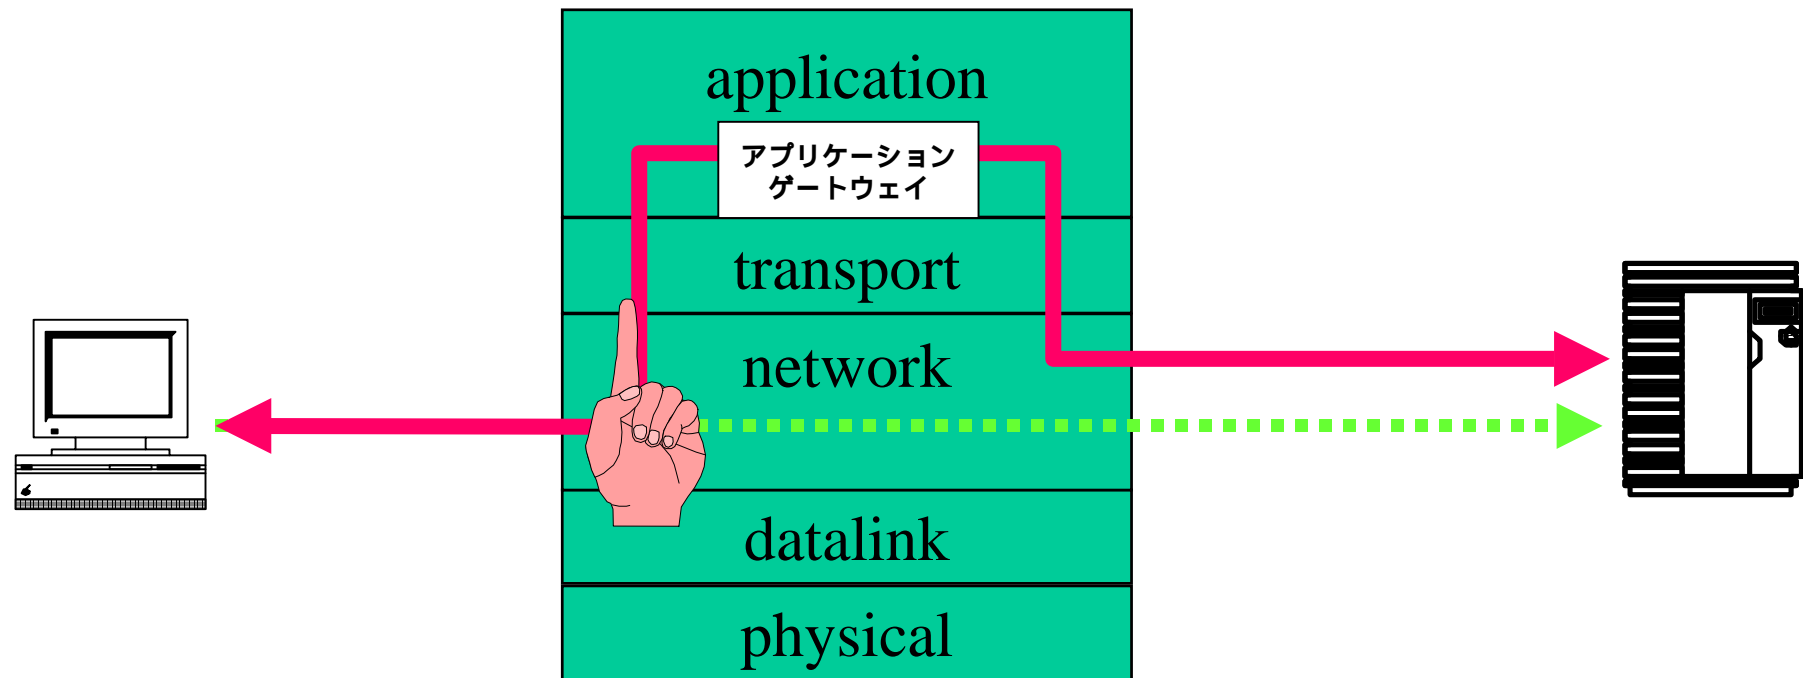 application
アプリケーション
ゲートウェイ
transport
network
datalink
physical